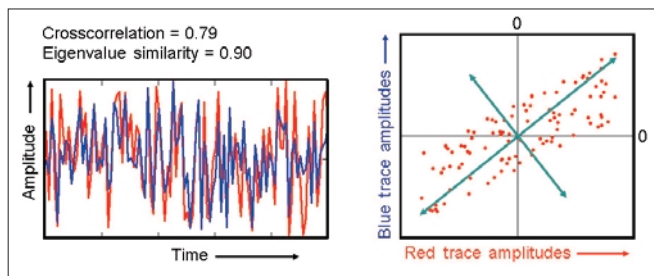 Crosscorrelation = 0.79
Eigenvalue similarity = 0.90
Amplitude
Time
0
Blue trace amplitudes
0
Red trace amplitudes